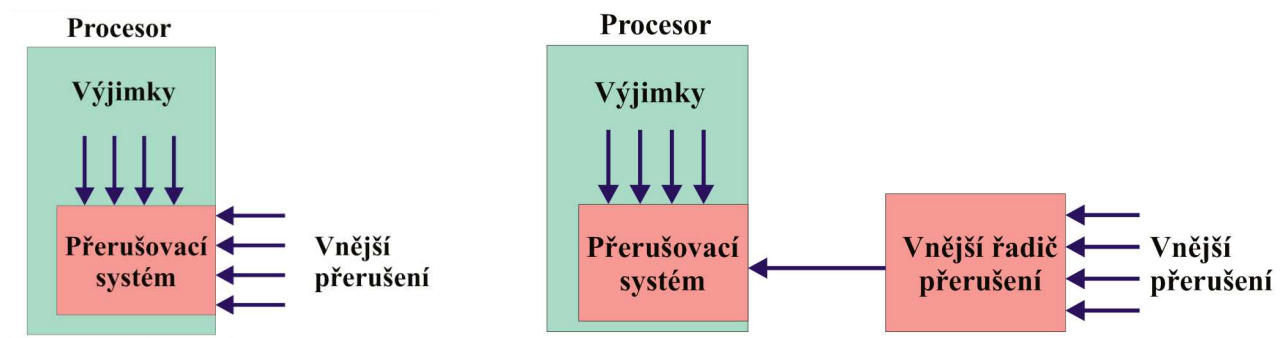 Procesor
Výjimky
Přerušovací
systém
Vnější
přerušení
Procesor
Výjimky
Přerušovací
systém
Vnější řadič
přerušení
Vnější
přerušení